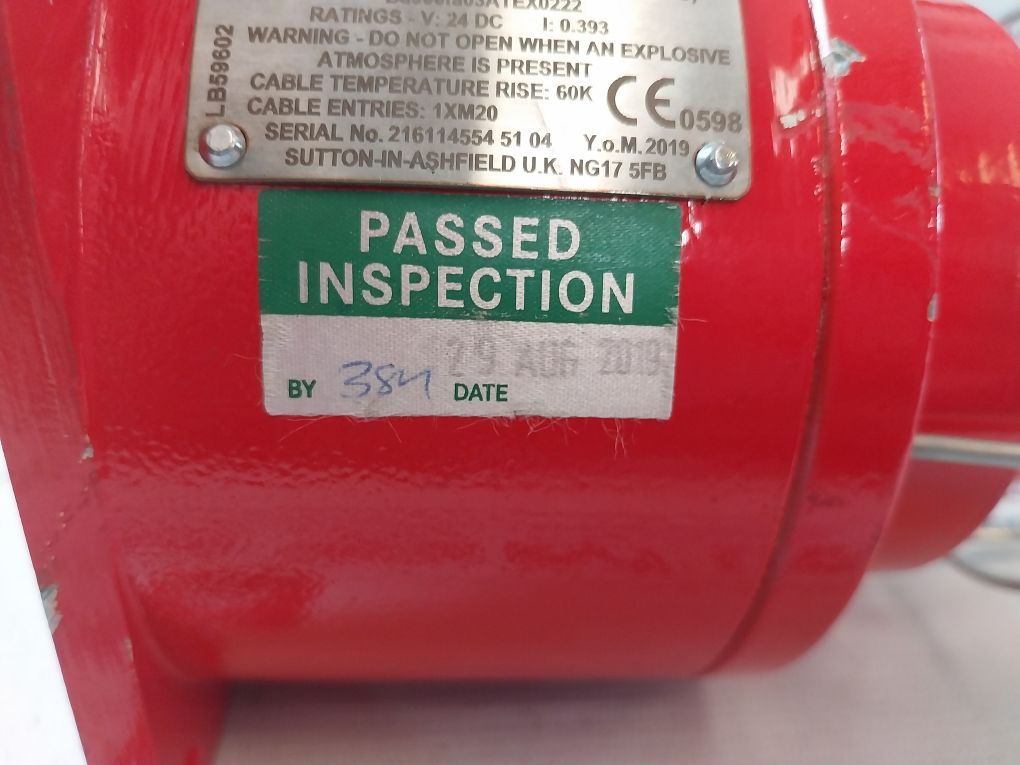 Baseefa03ATEX0222
RATINGS - V: 24 DC I: 0.393
WARNING - DO NOT OPEN WHEN AN EXPLOSIVE
ATMOSPHERE IS PRESENT
CABLE TEMPERATURE RISE: 60K
CE 0598
CABLE ENTRIES: 1XM20
SERIAL No. 216114554 51 04 Y.o.M. 2019
SUTTON-IN-ASHFIELD U.K. NG17 5FB
LB59602
PASSED
INSPECTION
29 AUG 2019
BY 384 DATE